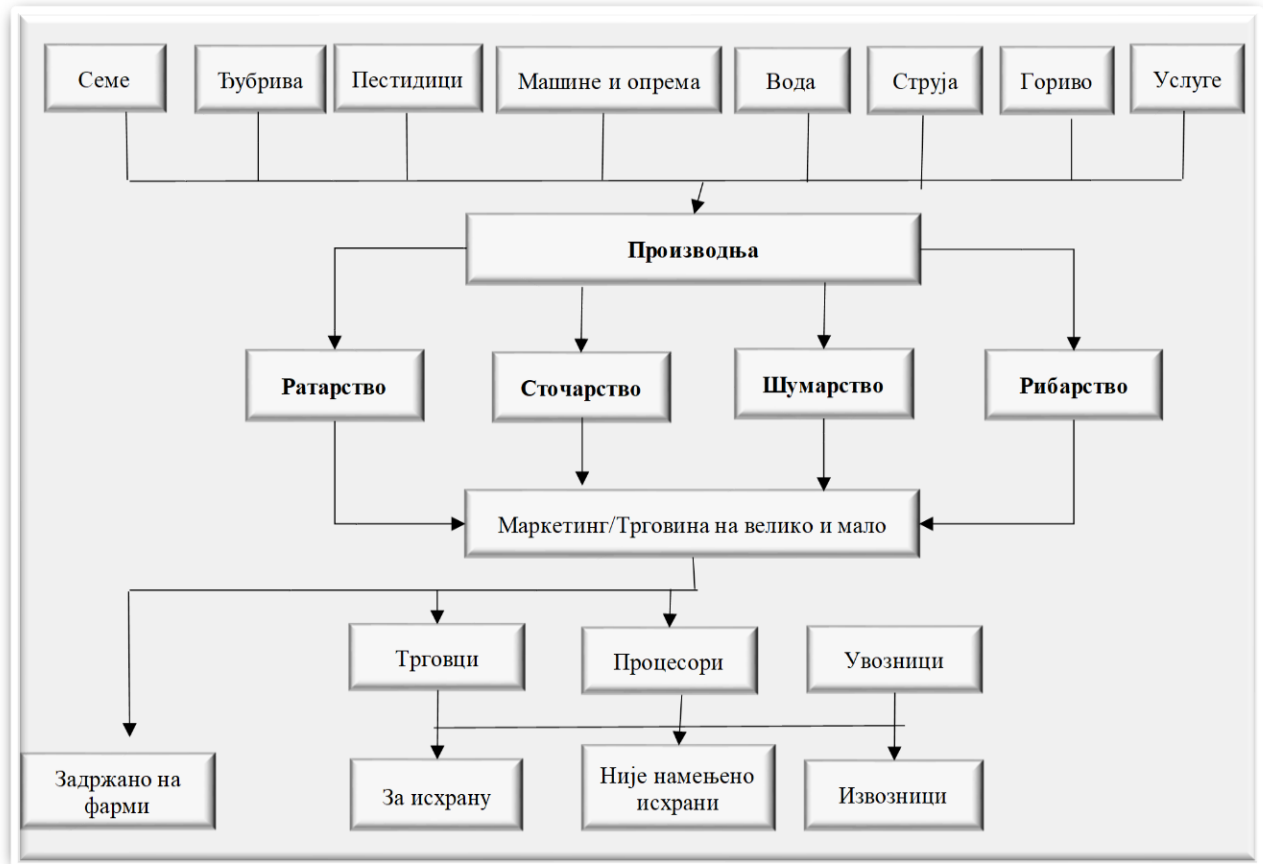 Семе
Ђубрива
Пестидици
Машине и опрема
Вода
Струја
Гориво
Услуге
Производња
Ратарство
Сточарство
Шумарство
Рибарство
Маркетинг/Трговина на велико и мало
Трговци
Процесори
Увозници
Задржано на
фарми
За исхрану
Није намењено
исхрани
Извозници